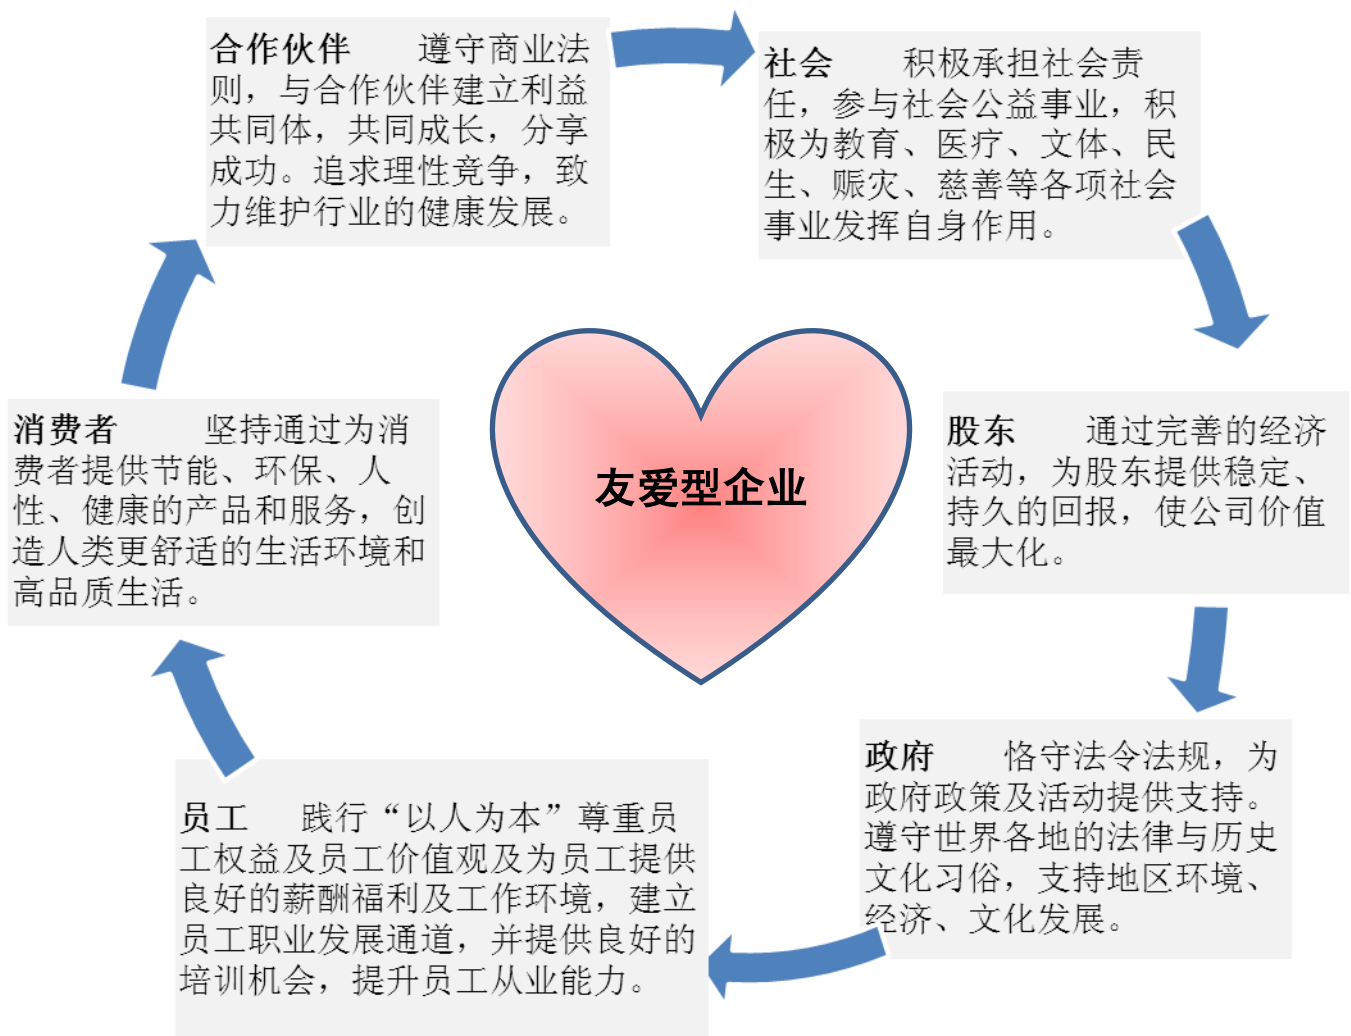 合作伙伴 遵守商业法
则，与合作伙伴建立利益
共同体，共同成长，分享
成功。追求理性竞争，致
力维护行业的健康发展。
社会 积极承担社会责
任，参与社会公益事业，积
极为教育、医疗、文体、民
生、赈灾、慈善等各项社会
事业发挥自身作用。
消费者 坚持通过为消
费者提供节能、环保、人
性、健康的产品和服务，创
造人类更舒适的生活环境和
高品质生活。
友爱型企业
股东 通过完善的经济
活动，为股东提供稳定、
持久的回报，使公司价值
最大化。
政府 恪守法令法规，为
政府政策及活动提供支持。
遵守世界各地的法律与历史
文化习俗，支持地区环境、
经济、文化发展。
员工 践行“以人为本”尊重员
工权益及员工价值观及为员工提供
良好的薪酬福利及工作环境，建立
员工职业发展通道，并提供良好的
培训机会，提升员工从业能力。